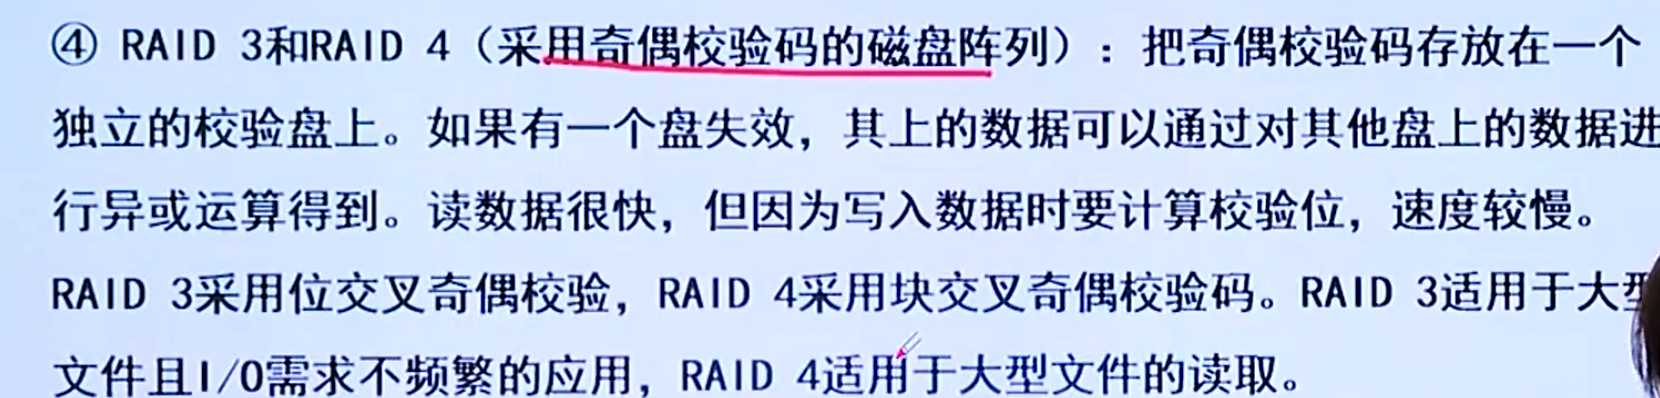 ④ RAID 3和RAID 4（采用奇偶校验码的磁盘阵列）：把奇偶校验码存放在一个
独立的校验盘上。如果有一个盘失效，其上的数据可以通过对其他盘上的数据进
行异或运算得到。读数据很快，但因为写入数据时要计算校验位，速度较慢。
RAID 3采用位交叉奇偶校验，RAID 4采用块交叉奇偶校验码。RAID 3适用于大型
文件且I/O需求不频繁的应用，RAID 4适用于大型文件的读取。